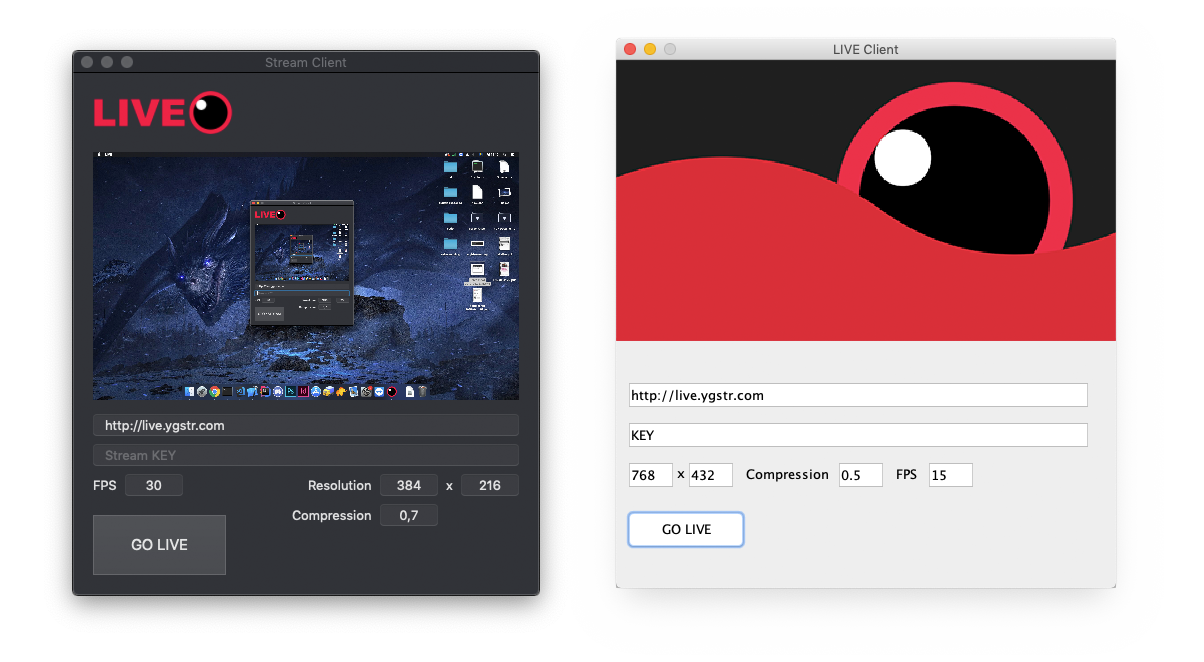 Stream Client
LIVE
LIVE
http://live.ygstr.com
Stream KEY
FPS 30 Resolution 384 x 216
Compression 0,7
GO LIVE
LIVE Client
http://live.ygstr.com
KEY
768 x 432 Compression 0.5 FPS 15
GO LIVE